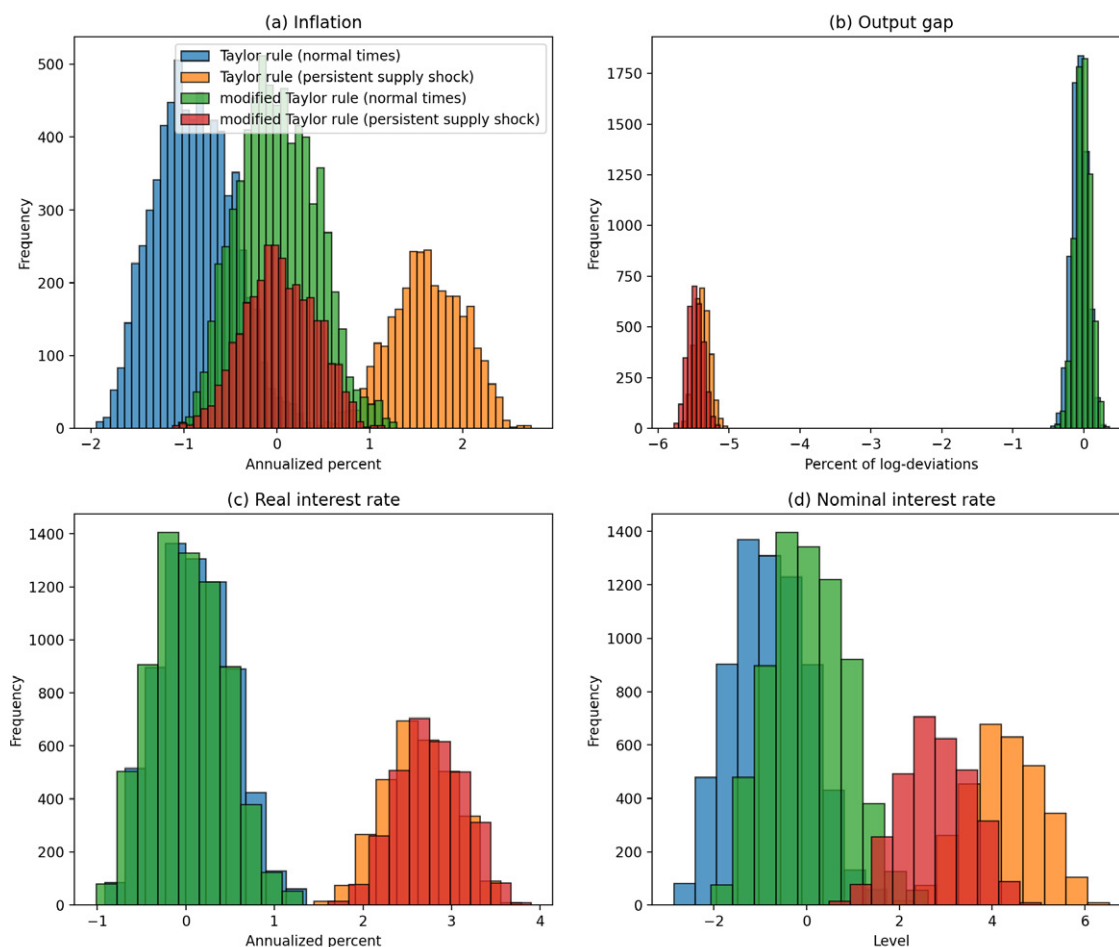 (a) Inflation
Taylor rule (normal times)
Taylor rule (persistent supply shock)
modified Taylor rule (normal times)
modified Taylor rule (persistent supply shock)
500
400
300
200
100
0
Frequency
−2 −1 0 1 2
Annualized percent
(b) Output gap
1750
1500
1250
1000
750
500
250
0
Frequency
−6 −5 −4 −3 −2 −1 0
Percent of log-deviations
(c) Real interest rate
1400
1200
1000
800
600
400
200
0
Frequency
−1 0 1 2 3 4
Annualized percent
(d) Nominal interest rate
1400
1200
1000
800
600
400
200
0
Frequency
−2 0 2 4 6
Level